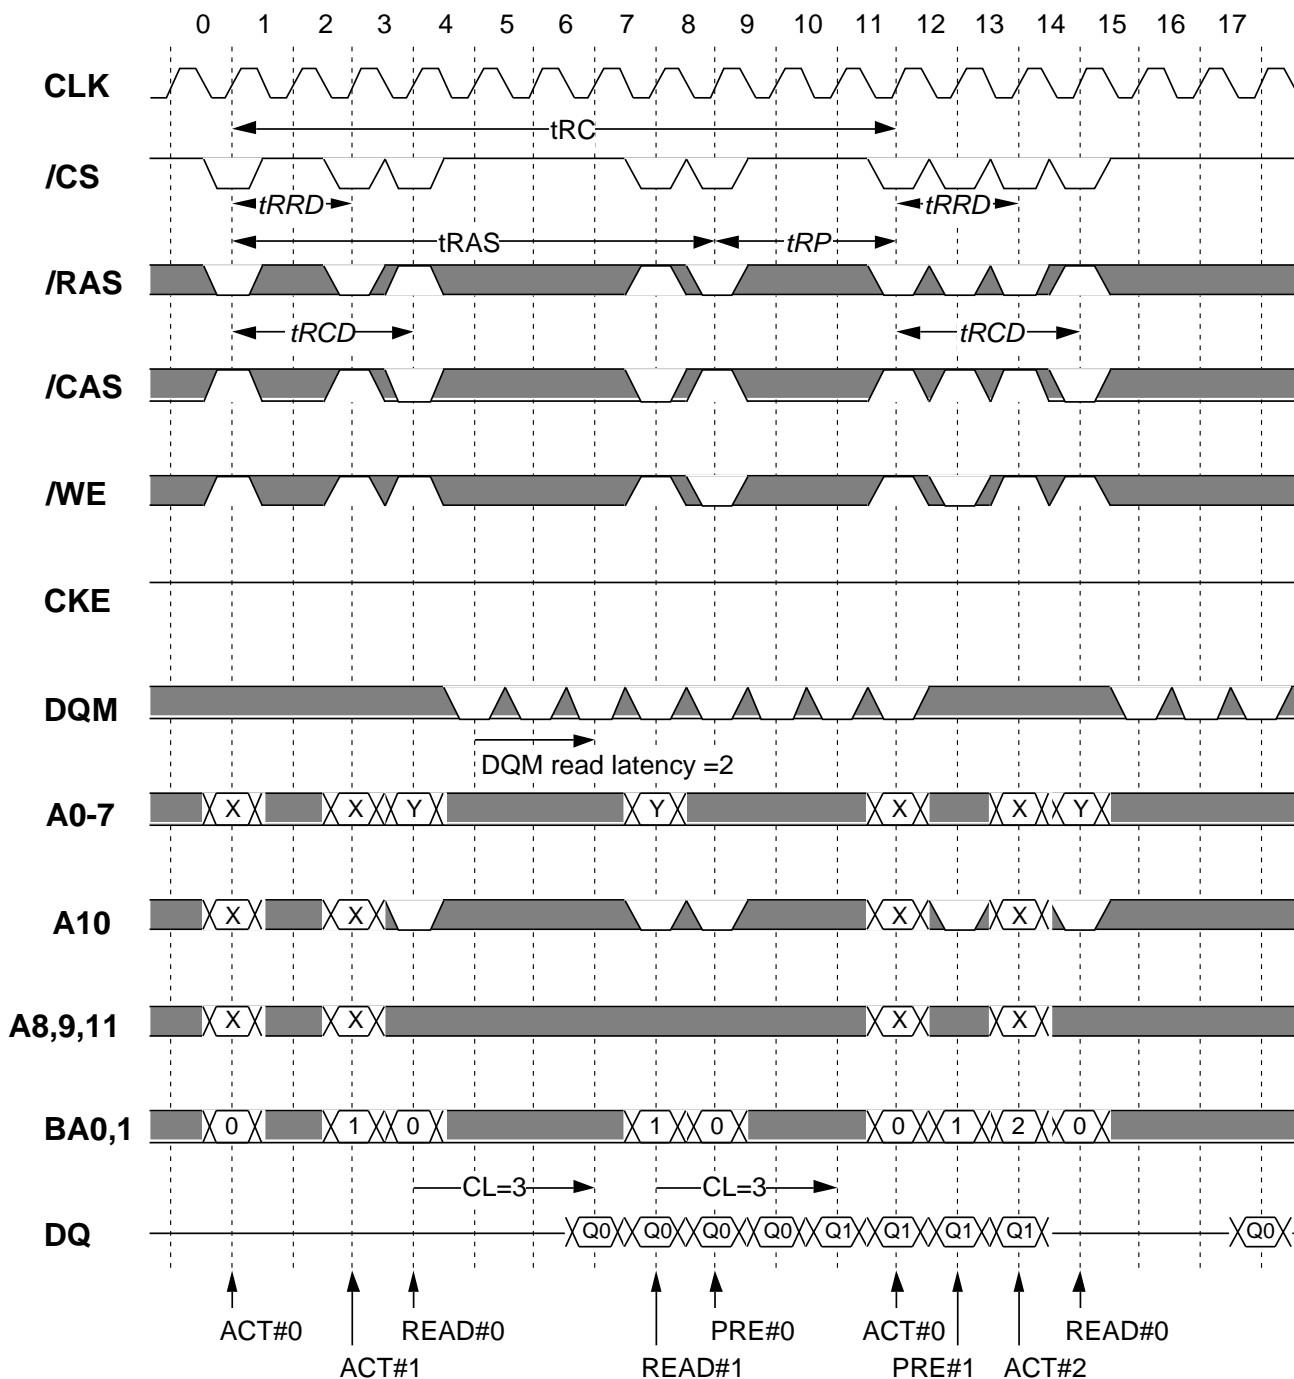 0 1 2 3 4 5 6 7 8 9 10 11 12 13 14 15 16 17
CLK
tRC
/CS
tRRD tRRD
tRAS tRP
/RAS
tRCD tRCD
/CAS
/WE
CKE
DQM
DQM read latency =2
A0-7 X X Y Y X X Y
A10 X X X X
A8,9,11 X X X X
BA0,1 0 1 0 1 0 0 1 2 0
CL=3 CL=3
DQ Q0 Q0 Q0 Q0 Q1 Q1 Q1 Q1 Q0
ACT#0 READ#0 PRE#0 ACT#0 READ#0
ACT#1 READ#1 PRE#1 ACT#2